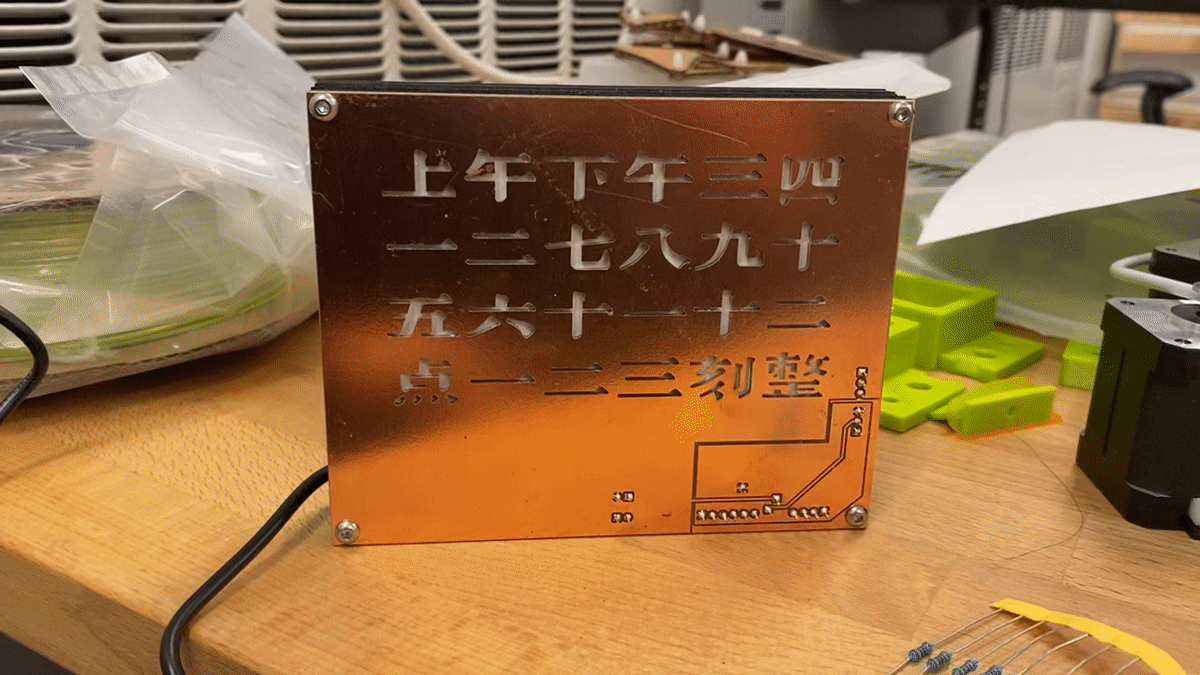 上午下午三四
一二七八九十
五六十一十二
点一二三刻整